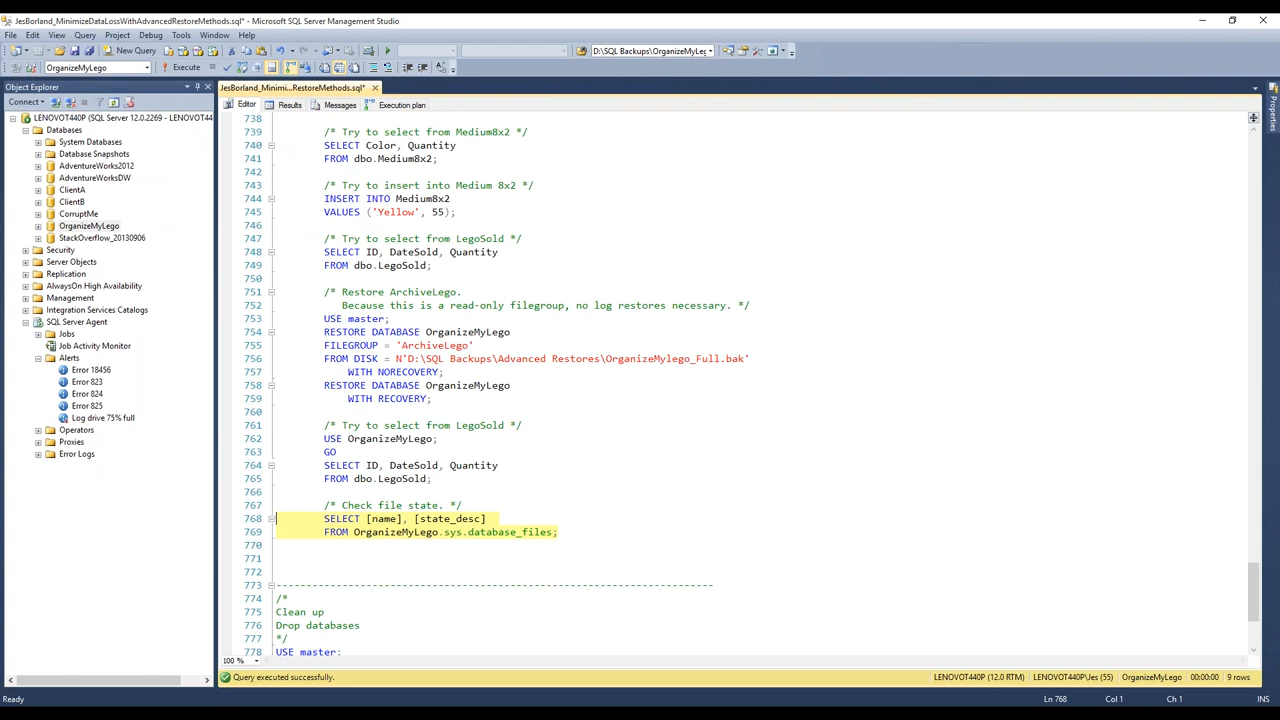 JesBorland_MinimizeDataLossWithAdvancedRestoreMethods.sql* - Microsoft SQL Server Management Studio
File Edit View Query Project Debug Tools Window Help
New Query D:\SQL Backups\OrganizeMyLeg
OrganizeMyLego Execute
Object Explorer
JesBorland_Minimi...RestoreMethods.sql*
Connect
Editor Results Messages Execution plan
Properties
LENOVOT440P (SQL Server 12.0.2269 - LENOVOT44
Databases
System Databases
Database Snapshots
AdventureWorks2012
AdventureWorksDW
ClientA
ClientB
CorruptMe
OrganizeMyLego
StackOverflow_20130906
Security
Server Objects
Replication
AlwaysOn High Availability
Management
Integration Services Catalogs
SQL Server Agent
Jobs
Job Activity Monitor
Alerts
Error 18456
Error 823
Error 824
Error 825
Log drive 75% full
Operators
Proxies
Error Logs
738
739 /* Try to select from Medium8x2 */
740 SELECT Color, Quantity
741 FROM dbo.Medium8x2;
742
743 /* Try to insert into Medium 8x2 */
744 INSERT INTO Medium8x2
745 VALUES ('Yellow', 55);
746
747 /* Try to select from LegoSold */
748 SELECT ID, DateSold, Quantity
749 FROM dbo.LegoSold;
750
751 /* Restore ArchiveLego.
752 Because this is a read-only filegroup, no log restores necessary. */
753 USE master;
754 RESTORE DATABASE OrganizeMyLego
755 FILEGROUP = 'ArchiveLego'
756 FROM DISK = N'D:\SQL Backups\Advanced Restores\OrganizeMylego_Full.bak'
757 WITH NORECOVERY;
758 RESTORE DATABASE OrganizeMyLego
759 WITH RECOVERY;
760
761 /* Try to select from LegoSold */
762 USE OrganizeMyLego;
763 GO
764 SELECT ID, DateSold, Quantity
765 FROM dbo.LegoSold;
766
767 /* Check file state. */
768 SELECT [name], [state_desc]
769 FROM OrganizeMyLego.sys.database_files;
770
771
772
773 -----------------------------------------------------------------
774 /*
775 Clean up
776 Drop databases
777 */
778 USE master;
100 %
Query executed successfully. LENOVOT440P (12.0 RTM) LENOVOT440P\Jes (55) OrganizeMyLego 00:00:00 9 rows
Ready Ln 768 Col 1 Ch 1 INS